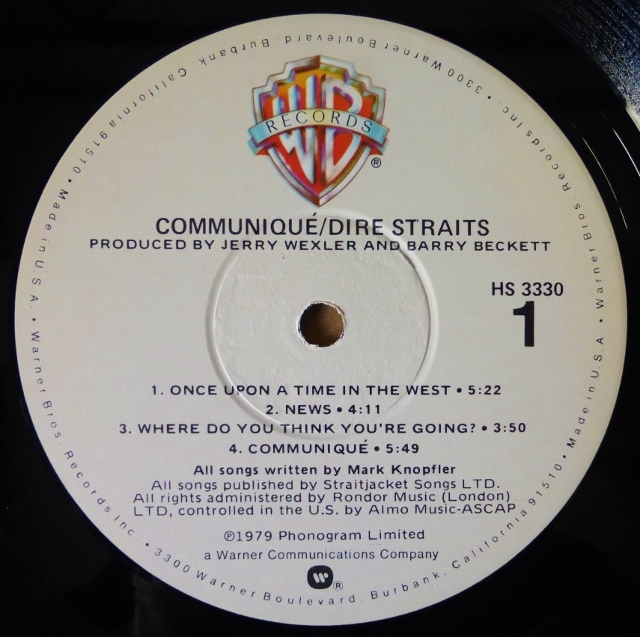 WB
RECORDS
®
COMMUNIQUÉ/DIRE STRAITS
PRODUCED BY JERRY WEXLER AND BARRY BECKETT
HS 3330
1
1. ONCE UPON A TIME IN THE WEST • 5:22
2. NEWS • 4:11
3. WHERE DO YOU THINK YOU'RE GOING? • 3:50
4. COMMUNIQUÉ • 5:49
All songs written by Mark Knopfler
All songs published by Straitjacket Songs LTD.
All rights administered by Rondor Music (London)
LTD, controlled in the U.S. by Almo Music-ASCAP
℗1979 Phonogram Limited
a Warner Communications Company
W®
Warner Bros. Records Inc. • 3300 Warner Boulevard. Burbank, California 91510 • Made in U.S.A. • Warner Bros. Records Inc. • 3300 Warner Boulevard. Burbank, California 91510 • Made in U.S.A. •